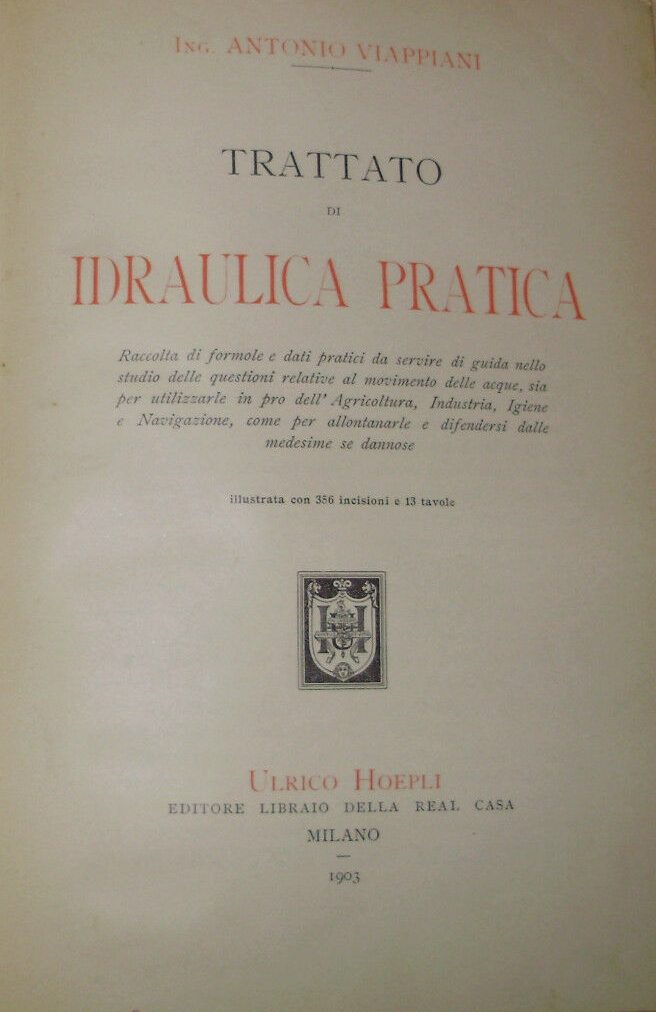 Ing. ANTONIO VIAPPIANI
TRATTATO
DI
IDRAULICA PRATICA
Raccolta di formole e dati pratici da servire di guida nello
studio delle questioni relative al movimento delle acque, sia
per utilizzarle in pro dell' Agricoltura, Industria, Igiene
e Navigazione, come per allontanarle e difendersi dalle
medesime se dannose
illustrata con 386 incisioni e 13 tavole
Ulrico Hoepli
EDITORE LIBRAIO DELLA REAL CASA
MILANO
1903